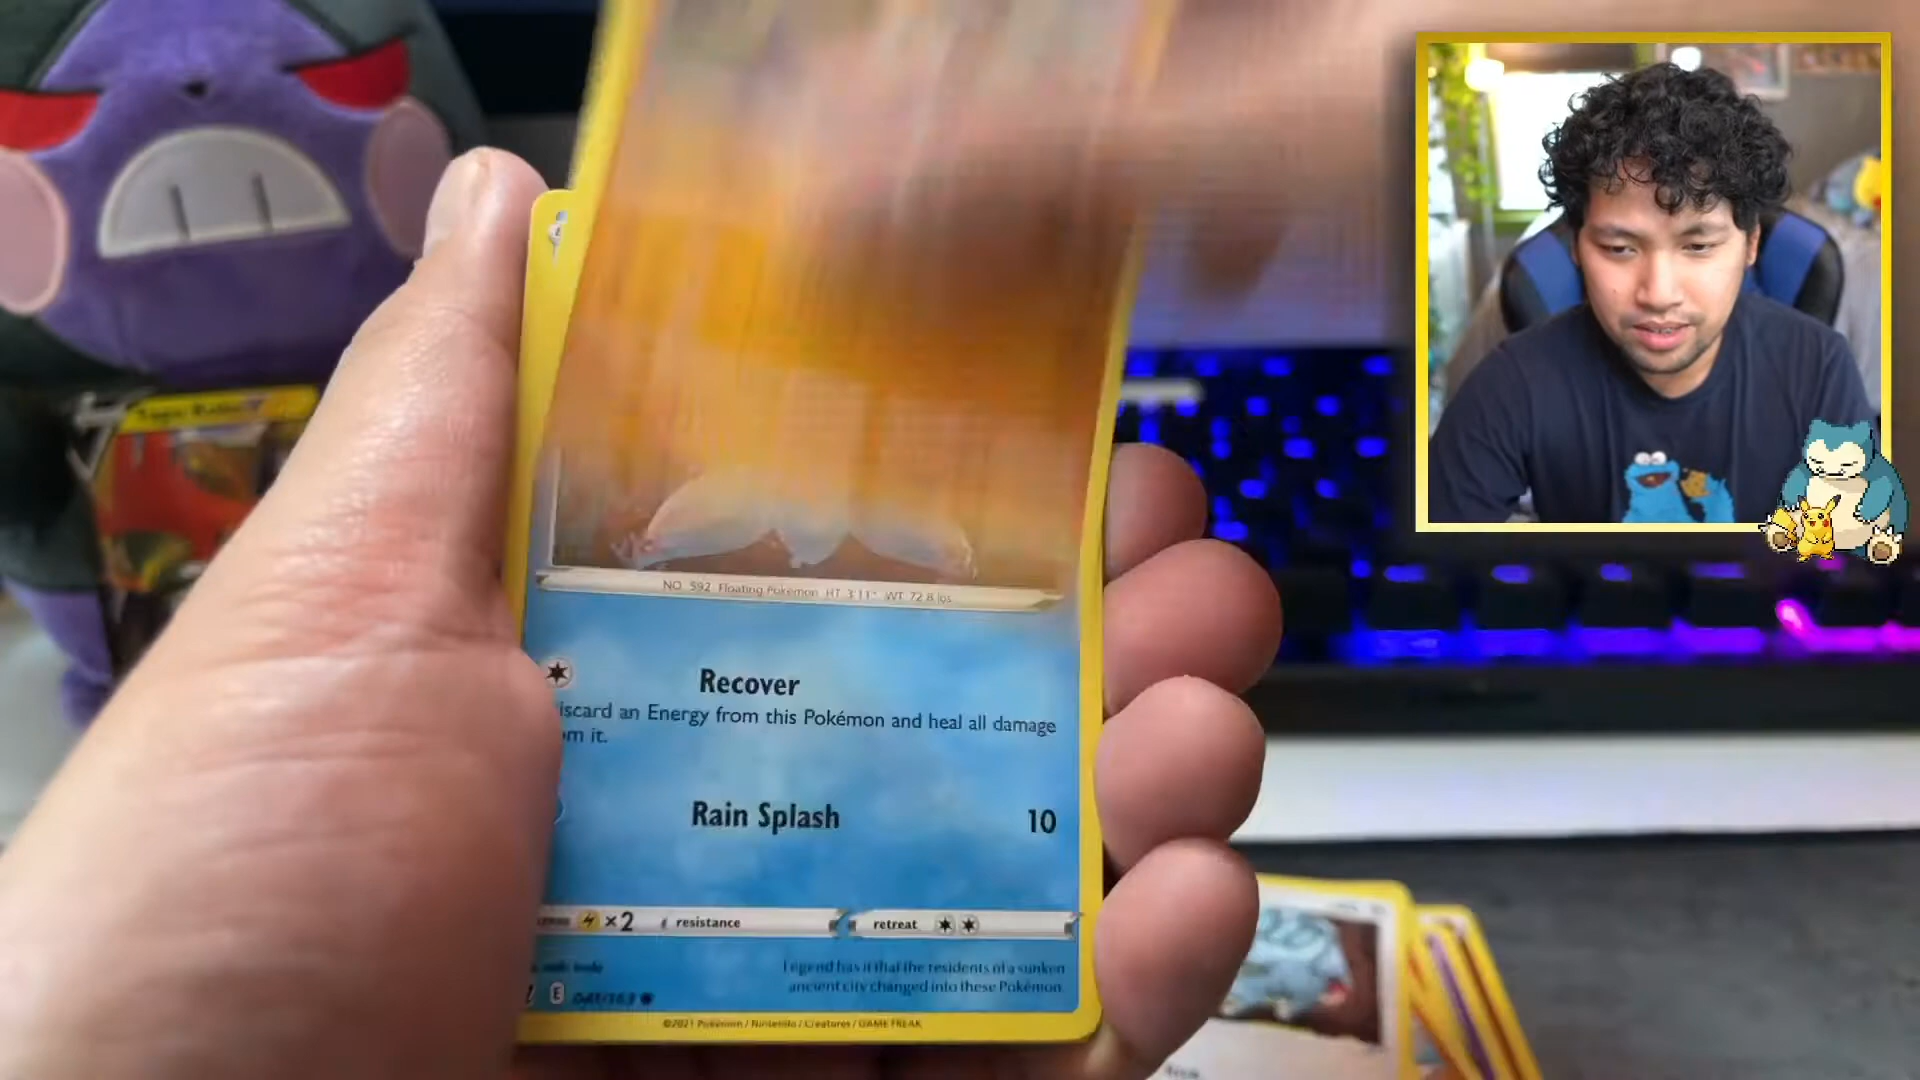 NO. 592 Floating Pokémon HT 3'11" WT 72.8 lbs
Recover
iscard an Energy from this Pokémon and heal all damage
om it.
Rain Splash 10
×2 resistance retreat
Legend has it that the residents of a sunken
ancient city changed into these Pokémon.
E
©2021 Pokémon / Nintendo / Creatures / GAME FREAK